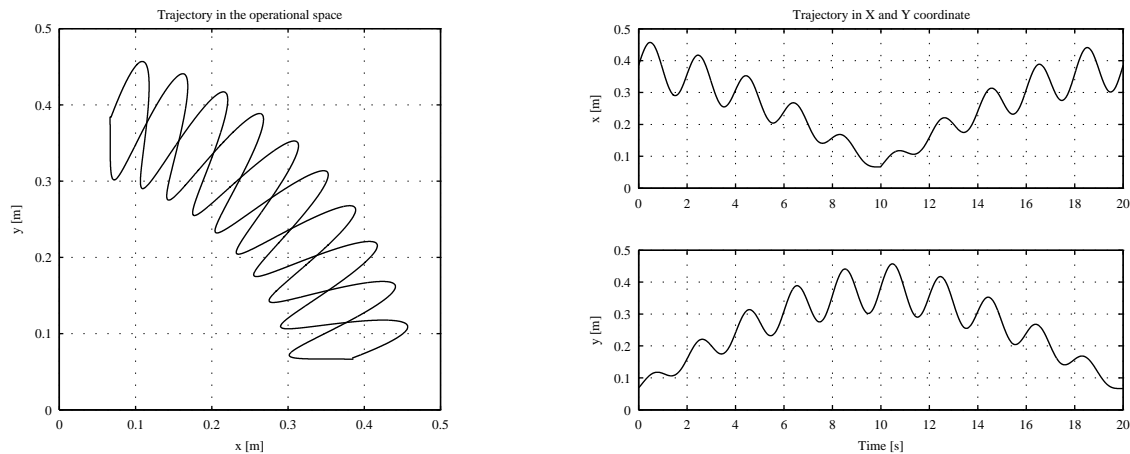 Trajectory in the operational space
0.5
0.4
0.3
0.2
0.1
0
y [m]
0 0.1 0.2 0.3 0.4 0.5
x [m]
Trajectory in X and Y coordinate
0.5
0.4
0.3
0.2
0.1
0
x [m]
0 2 4 6 8 10 12 14 16 18 20
0.5
0.4
0.3
0.2
0.1
0
y [m]
0 2 4 6 8 10 12 14 16 18 20
Time [s]